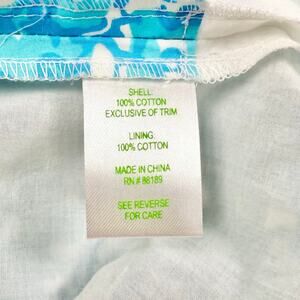 SHELL:
100% COTTON
EXCLUSIVE OF TRIM
LINING:
100% COTTON
MADE IN CHINA
RN # 88189
SEE REVERSE
FOR CARE